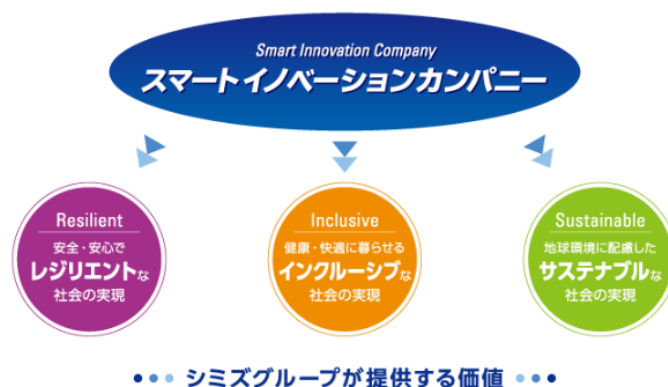 Smart Innovation Company
スマートイノベーションカンパニー
Resilient
安全・安心で
レジリエントな
社会の実現
Inclusive
健康・快適に暮らせる
インクルーシブな
社会の実現
Sustainable
地球環境に配慮した
サステナブルな
社会の実現
シミズグループが提供する価値